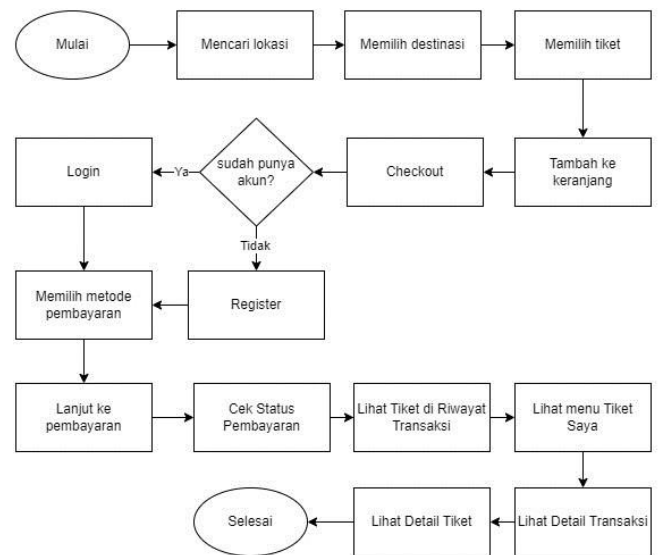 Mulai
Mencari lokasi
Memilih destinasi
Memilih tiket
Tambah ke
keranjang
Checkout
sudah punya
akun?
Ya
Login
Tidak
Register
Memilih metode
pembayaran
Lanjut ke
pembayaran
Cek Status
Pembayaran
Lihat Tiket di Riwayat
Transaksi
Lihat menu Tiket
Saya
Lihat Detail Transaksi
Lihat Detail Tiket
Selesai